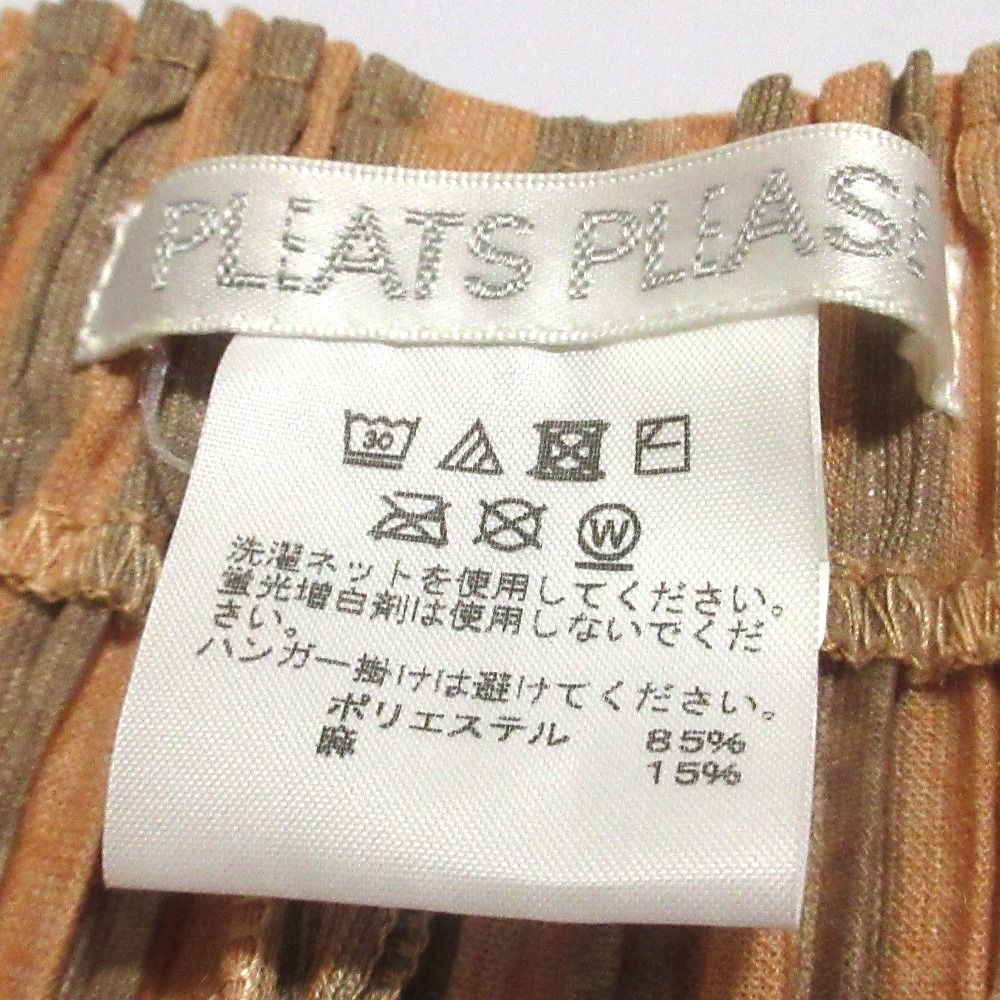 PLEATS PLEASE
30
W
洗濯ネットを使用してください。
蛍光増白剤は使用しないでくだ
さい。
ハンガー掛けは避けてください。
ポリエステル 85%
麻 15%